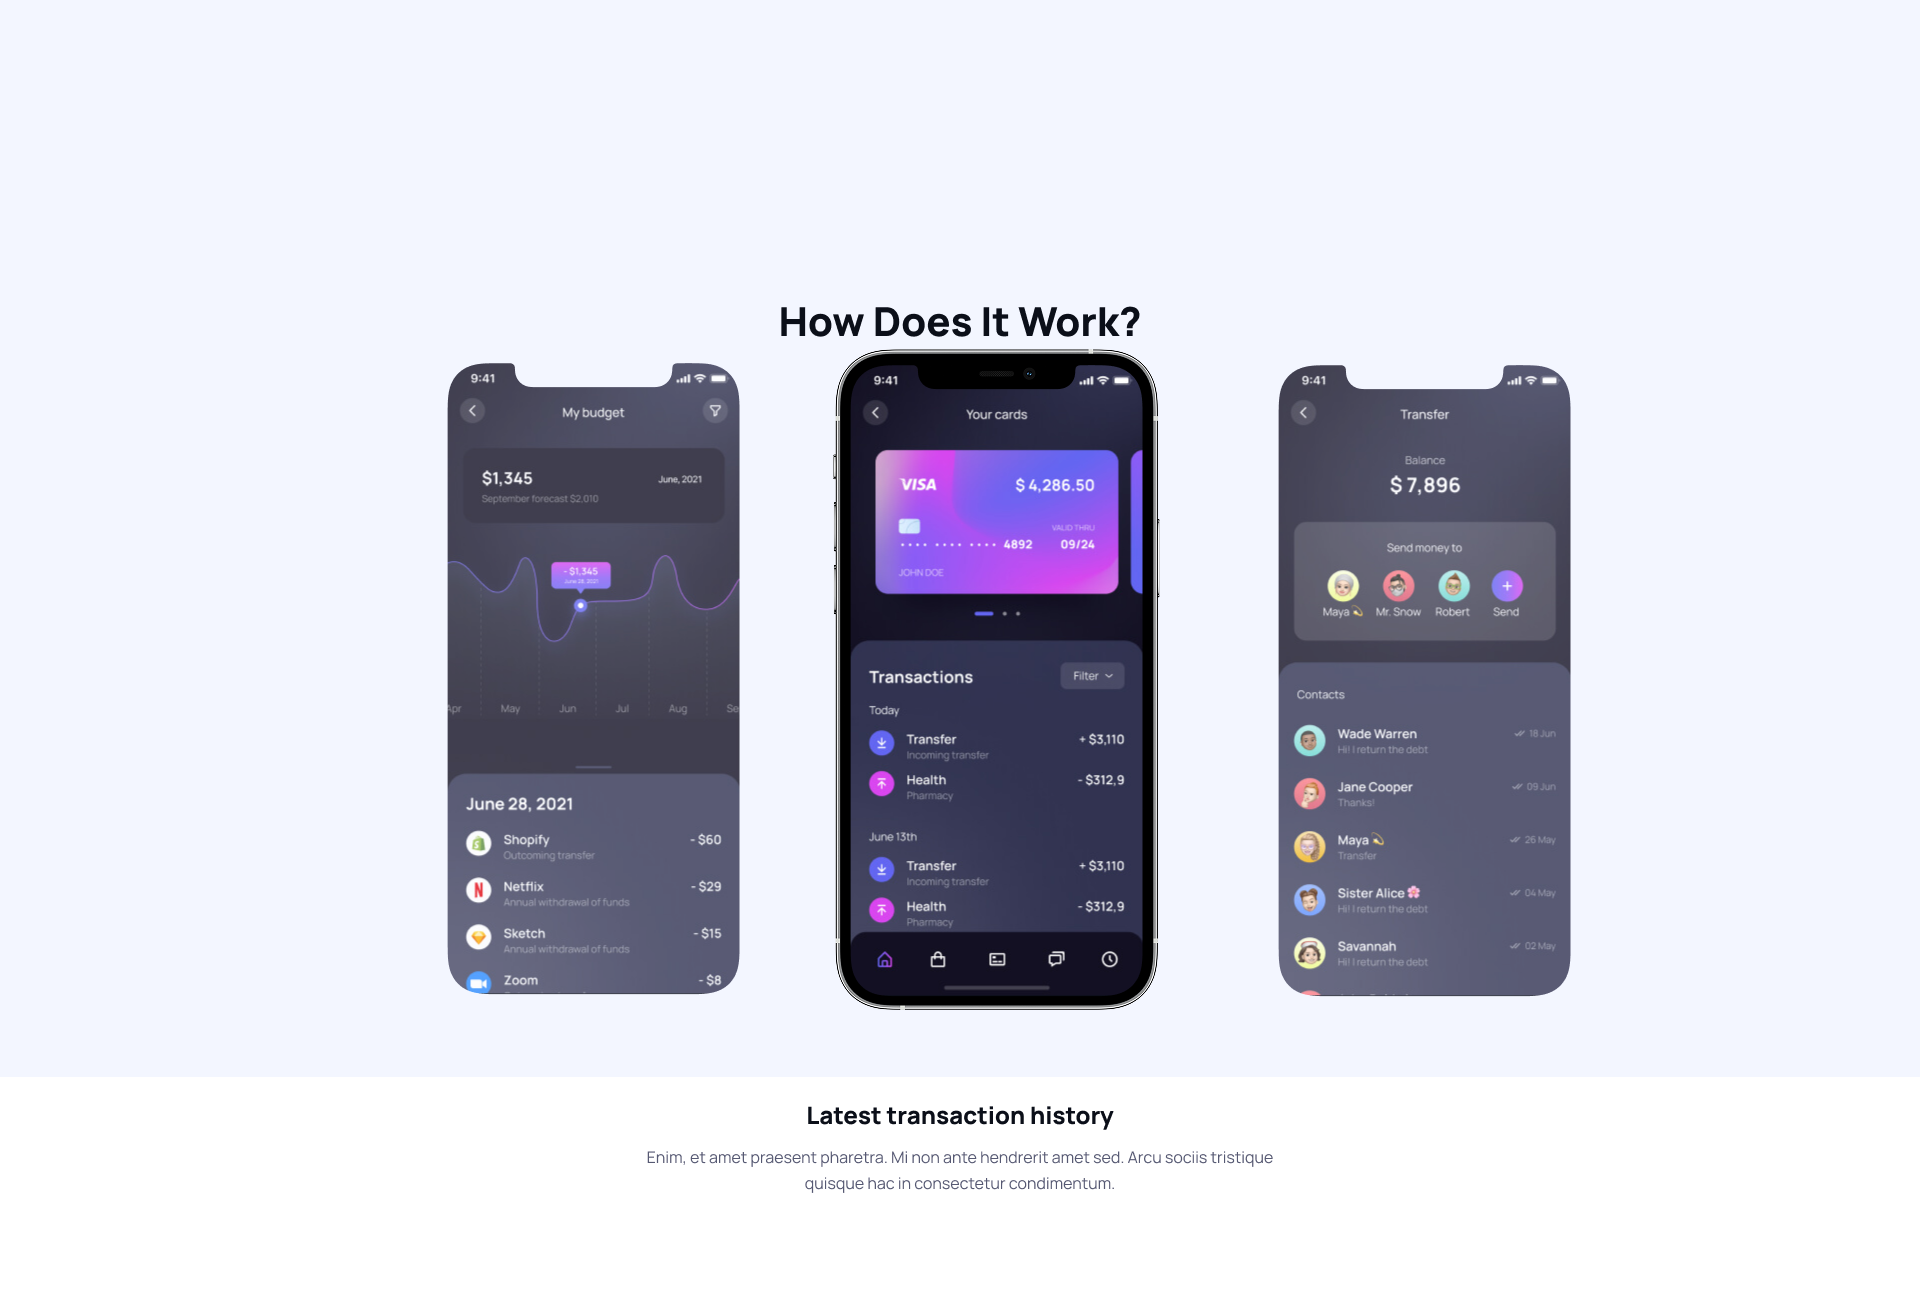 How Does It Work?
9:41
My budget
$1,345
June, 2021
September forecast $2.010
- $1,345
June 28, 2021
Apr
May
Jun
Jul
Aug
Se
June 28, 2021
Shopify
- $60
Outcoming transfer
Netflix
- $29
Annual withdrawal of funds
Sketch
- $15
Annual withdrawal of funds
Zoom
- $8
9:41
Your cards
VISA
$ 4,286.50
VALID THRU
•••• •••• •••• 4892
09/24
JOHN DOE
Transactions
Filter
Today
Transfer
+ $3,110
Incoming transfer
Health
- $312,9
Pharmacy
June 13th
Transfer
+ $3,110
Incoming transfer
Health
- $312,9
Pharmacy
9:41
Transfer
Balance
$ 7,896
Send money to
Maya 💫
Mr. Snow
Robert
Send
Contacts
Wade Warren
18 Jun
Hi! I return the debt
Jane Cooper
09 Jun
Thanks!
Maya 💫
26 May
Transfer
Sister Alice 🌸
04 May
Hi! I return the debt
Savannah
02 May
Hi! I return the debt
Latest transaction history
Enim, et amet praesent pharetra. Mi non ante hendrerit amet sed. Arcu sociis tristique
quisque hac in consectetur condimentum.